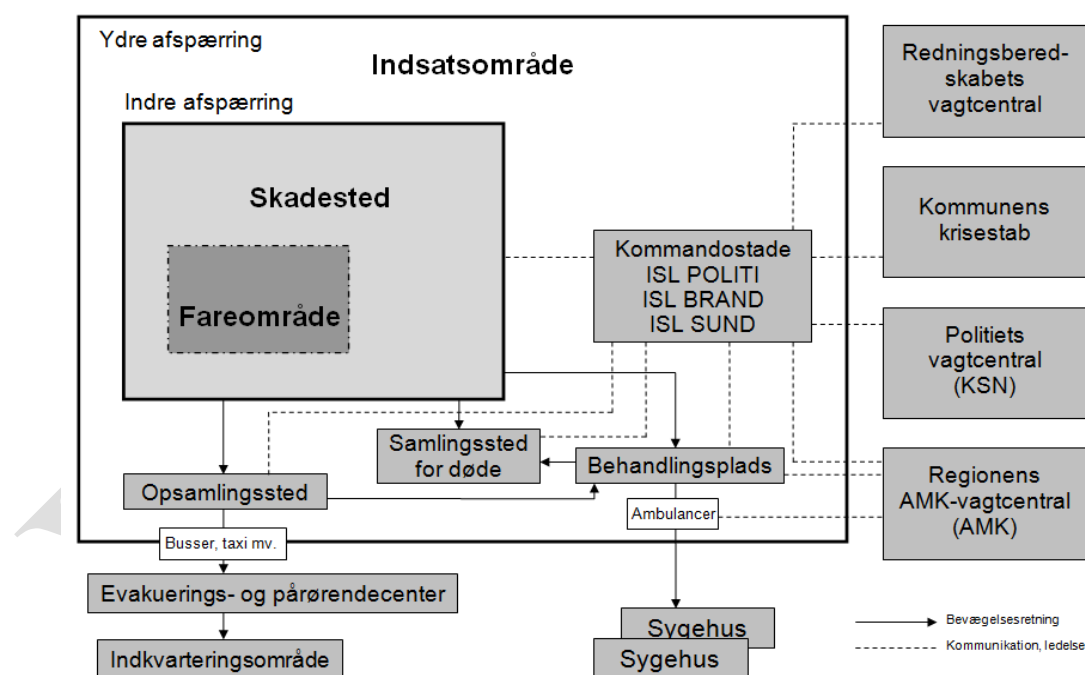 Ydre afspærring
Indsatsområde
Indre afspærring
Skadested
Fareområde
Kommandostade
ISL POLITI
ISL BRAND
ISL SUND
Redningsbered-
skabets
vagtcentral
Kommunens
krisestab
Politiets
vagtcentral
(KSN)
Regionens
AMK-vagtcentral
(AMK)
Samlingssted
for døde
Behandlingsplads
Opsamlingssted
Ambulancer
Busser, taxi mv.
Evakuerings- og pårørendecenter
Indkvarteringsområde
Sygehus
Sygehus
Bevægelsesretning
Kommunikation, ledelse